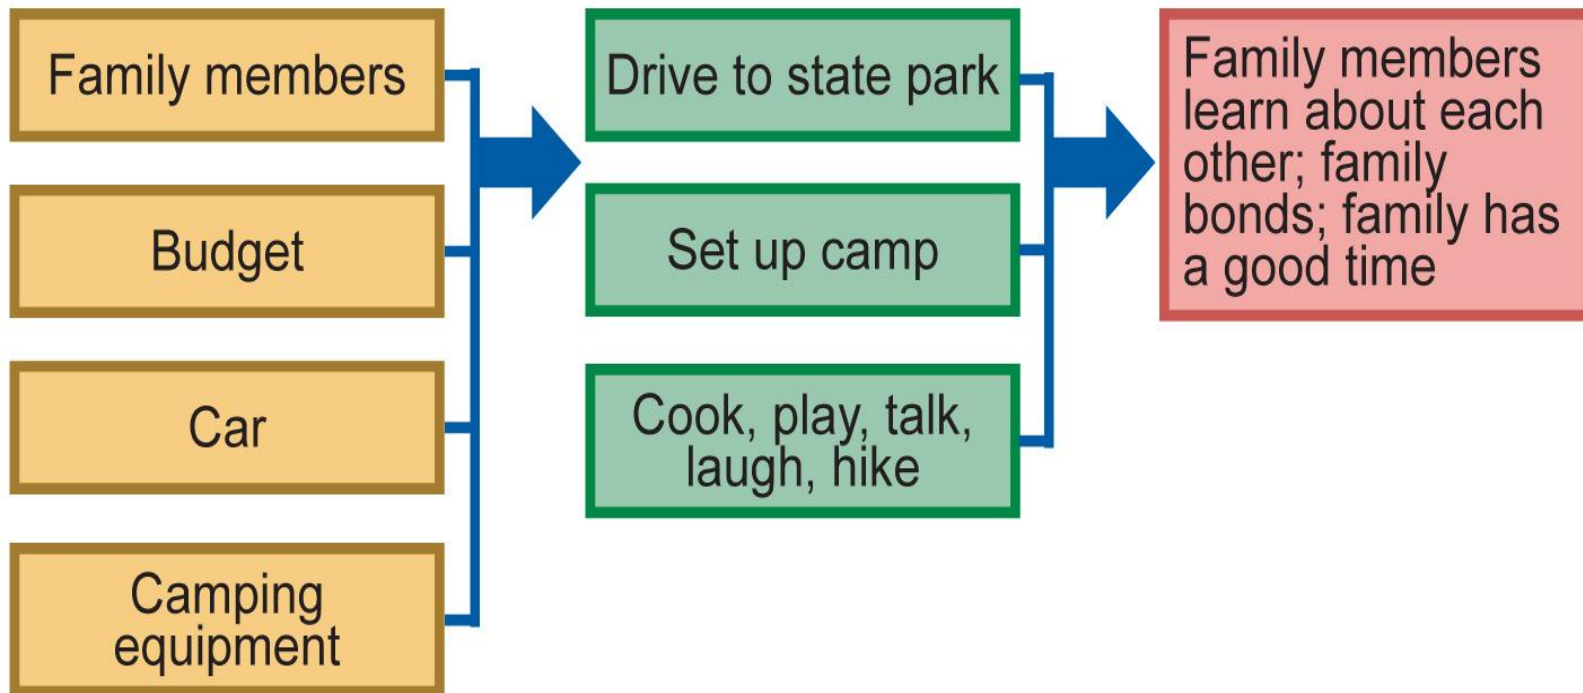 Family members
Budget
Car
Camping
equipment
Drive to state park
Set up camp
Cook, play, talk,
laugh, hike
Family members
learn about each
other; family
bonds; family has
a good time